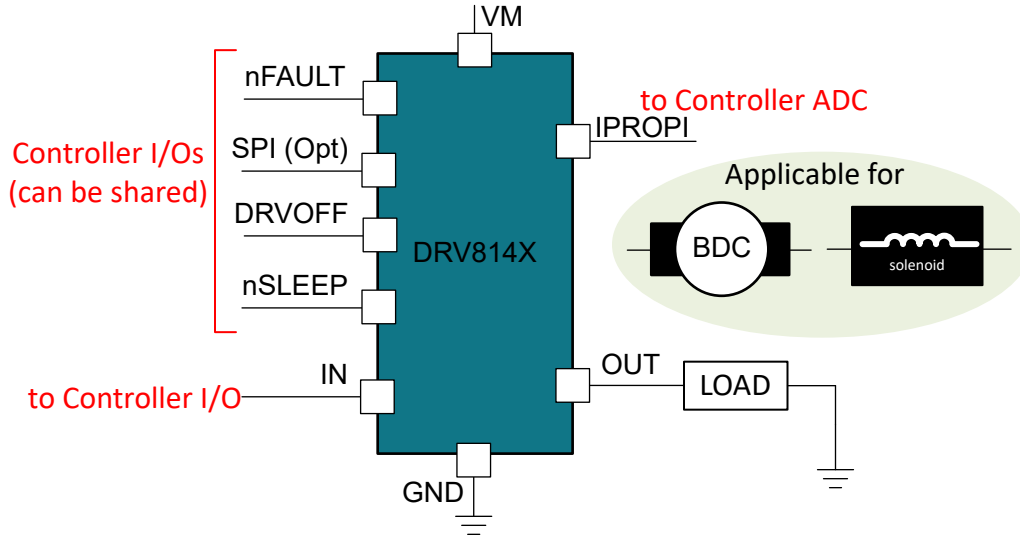 VM
nFAULT
to Controller ADC
IPROPI
Controller I/Os
(can be shared)
SPI (Opt)
Applicable for
DRVOFF
DRV814X
BDC
solenoid
nSLEEP
OUT
IN
LOAD
to Controller I/O
GND